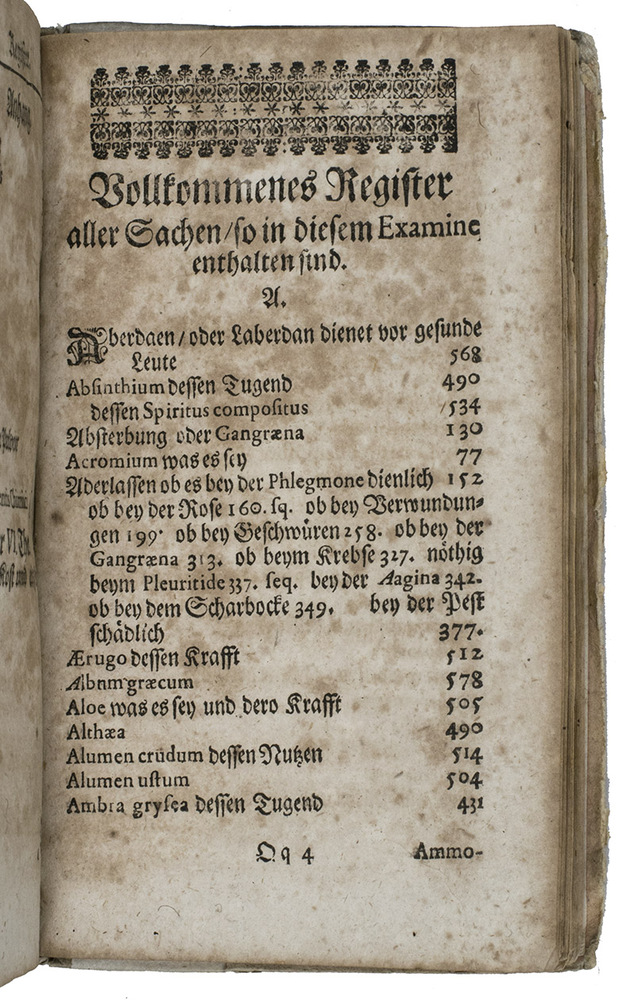 Vollkommenes Register
aller Sachen/so in diesem Examine
enthalten sind.
A.
Aberdaen/oder Laberdan dienet vor gesunde
Leute 568
Absinthium dessen Tugend 490
dessen Spiritus compositus 534
Absterbung oder Gangræna 130
Acromium was es sey 77
Aderlassen ob es bey der Phlegmone dienlich 152
ob bey der Rose 160. sq. ob bey Verwundun-
gen 199. ob bey Geschwüren 258. ob bey der
Gangræna 313. ob beym Krebse 327. nöthig
beym Pleuritide 337. seq. bey der Aagina 342.
ob bey dem Scharbocke 349. bey der Pest
schädlich 377.
Ærugo dessen Krafft 512
Albnm græcum 578
Aloe was es sey und dero Krafft 505
Althæa 490
Alumen crüdum dessen Nutzen 514
Alumen ustum 504
Ambra grysea dessen Tugend 431
Qq 4 Ammo-